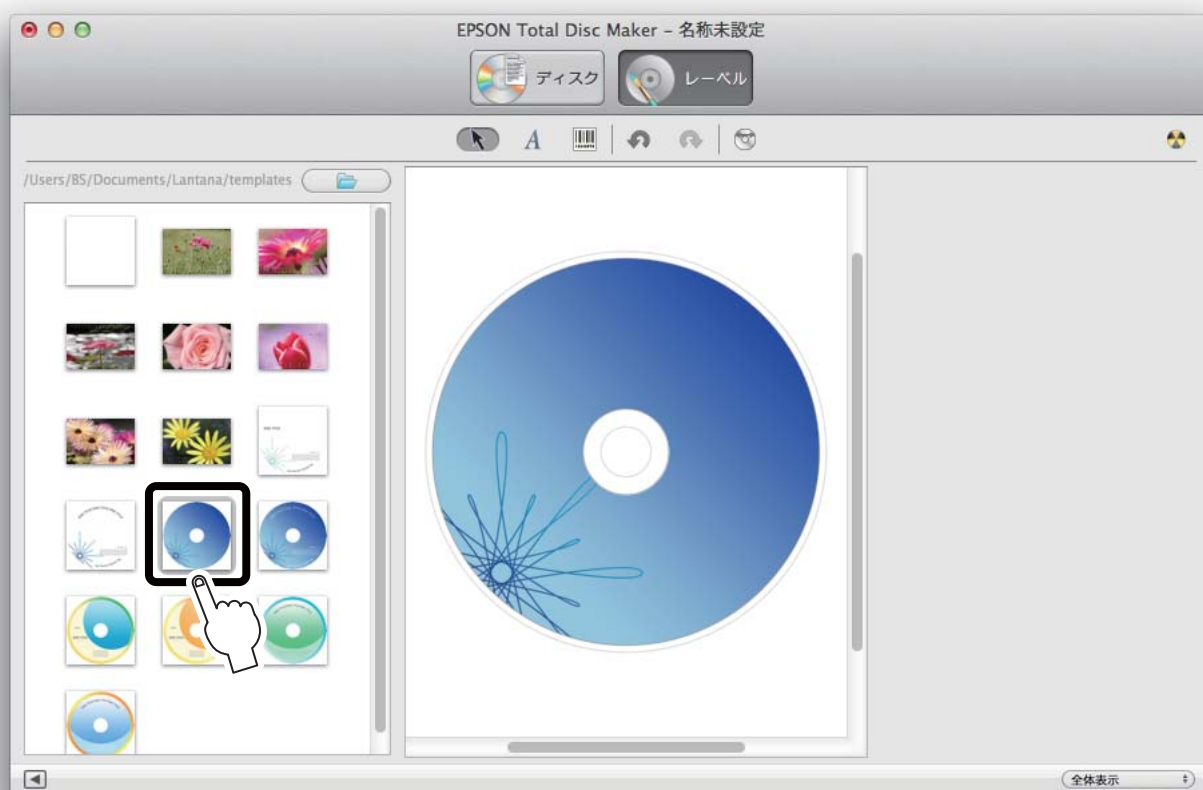 EPSON Total Disc Maker – 名称未設定
ディスク
レーベル
A
/Users/BS/Documents/Lantana/templates
全体表示